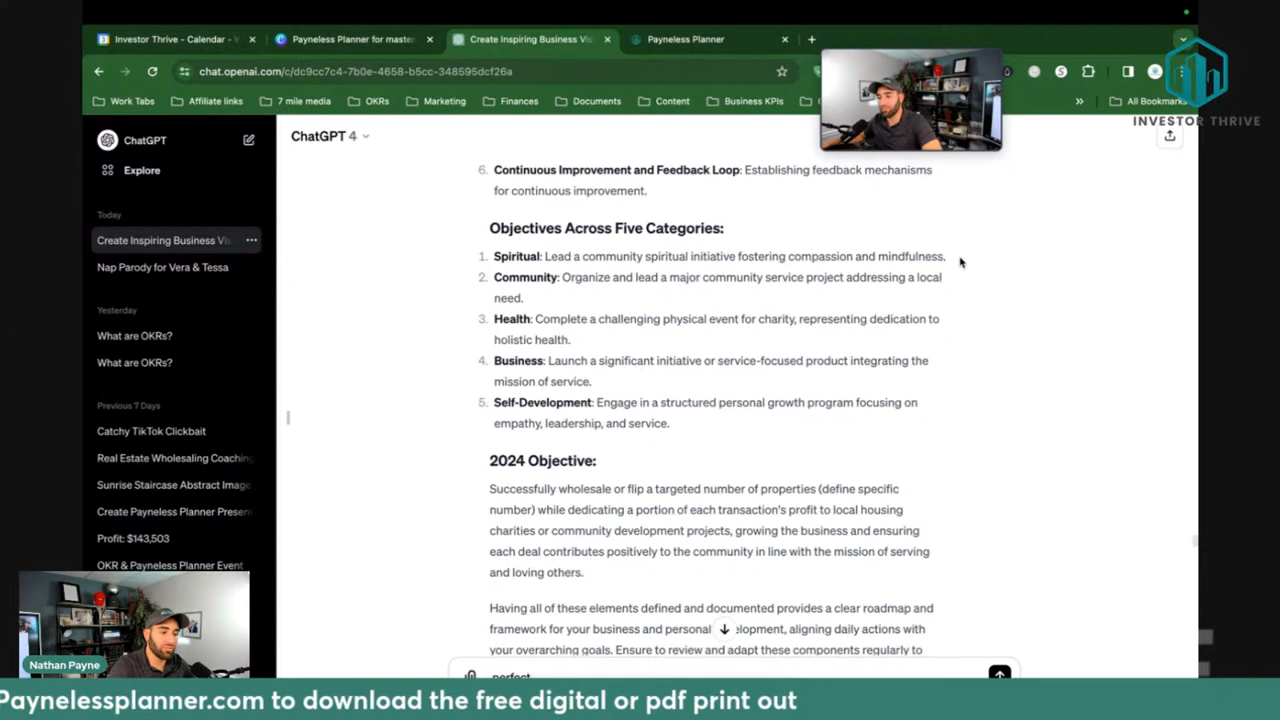 Investor Thrive - Calendar -
Payneless Planner for master
Create Inspiring Business Vis
Payneless Planner
chat.openai.com/c/dc9cc7c4-7b0e-4658-b5cc-348595dcf26a
Work Tabs
Affiliate links
7 mile media
OKRs
Marketing
Finances
Documents
Content
Business KPIs
All Bookmarks
INVESTOR THRIVE
ChatGPT
Explore
Today
Create Inspiring Business Vi
Nap Parody for Vera & Tessa
Yesterday
What are OKRs?
What are OKRs?
Previous 7 Days
Catchy TikTok Clickbait
Real Estate Wholesaling Coaching
Sunrise Staircase Abstract Image
Create Payneless Planner Present
Profit: $143,503
OKR & Payneless Planner Event
ChatGPT 4
6. Continuous Improvement and Feedback Loop: Establishing feedback mechanisms
for continuous improvement.
Objectives Across Five Categories:
1. Spiritual: Lead a community spiritual initiative fostering compassion and mindfulness.
2. Community: Organize and lead a major community service project addressing a local
need.
3. Health: Complete a challenging physical event for charity, representing dedication to
holistic health.
4. Business: Launch a significant initiative or service-focused product integrating the
mission of service.
5. Self-Development: Engage in a structured personal growth program focusing on
empathy, leadership, and service.
2024 Objective:
Successfully wholesale or flip a targeted number of properties (define specific
number) while dedicating a portion of each transaction's profit to local housing
charities or community development projects, growing the business and ensuring
each deal contributes positively to the community in line with the mission of serving
and loving others.
Having all of these elements defined and documented provides a clear roadmap and
framework for your business and personal elopment, aligning daily actions with
your overarching goals. Ensure to review and adapt these components regularly to
perfect
Nathan Payne
Paynelessplanner.com to download the free digital or pdf print out